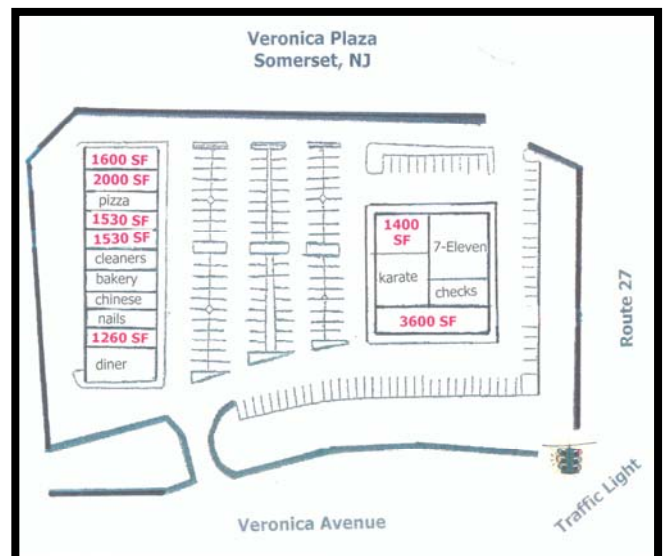 Veronica Plaza
Somerset, NJ
1600 SF
2000 SF
pizza
1530 SF
1530 SF
cleaners
bakery
chinese
nails
1260 SF
diner
1400
SF
7-Eleven
karate
checks
3600 SF
Route 27
Traffic Light
Veronica Avenue